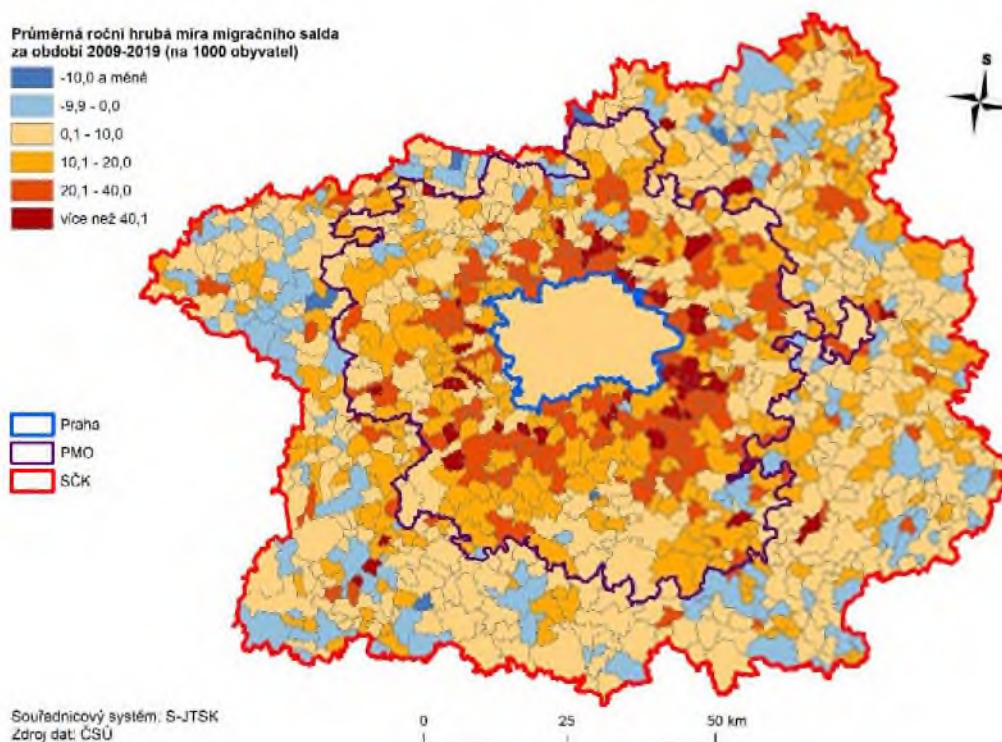 Průměrná roční hrubá míra migračního salda
za období 2009-2019 (na 1000 obyvatel)
-10,0 a méně
-9,9 - 0,0
0,1 - 10,0
10,1 - 20,0
20,1 - 40,0
více než 40,1
S
Praha
PMO
SČK
Souřadnicový systém: S-JTSK
Zdroj dat: ČSÚ
0 25 50 km